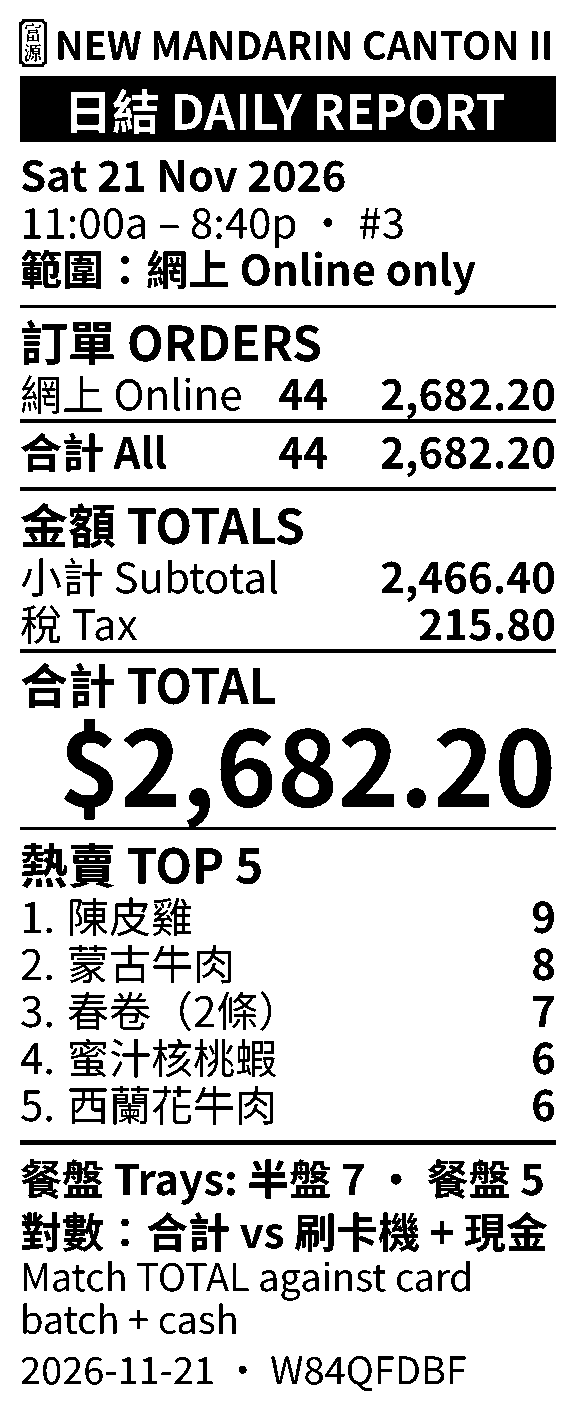 富源 NEW MANDARIN CANTON II
日結 DAILY REPORT
Sat 21 Nov 2026
11:00a – 8:40p · #3
範圍：網上 Online only
訂單 ORDERS
網上 Online 44 2,682.20
合計 All 44 2,682.20
金額 TOTALS
小計 Subtotal 2,466.40
稅 Tax 215.80
合計 TOTAL
$2,682.20
熱賣 TOP 5
1. 陳皮雞 9
2. 蒙古牛肉 8
3. 春卷（2條） 7
4. 蜜汁核桃蝦 6
5. 西蘭花牛肉 6
餐盤 Trays: 半盤 7 · 餐盤 5
對數：合計 vs 刷卡機 + 現金
Match TOTAL against card
batch + cash
2026-11-21 · W84QFDBF